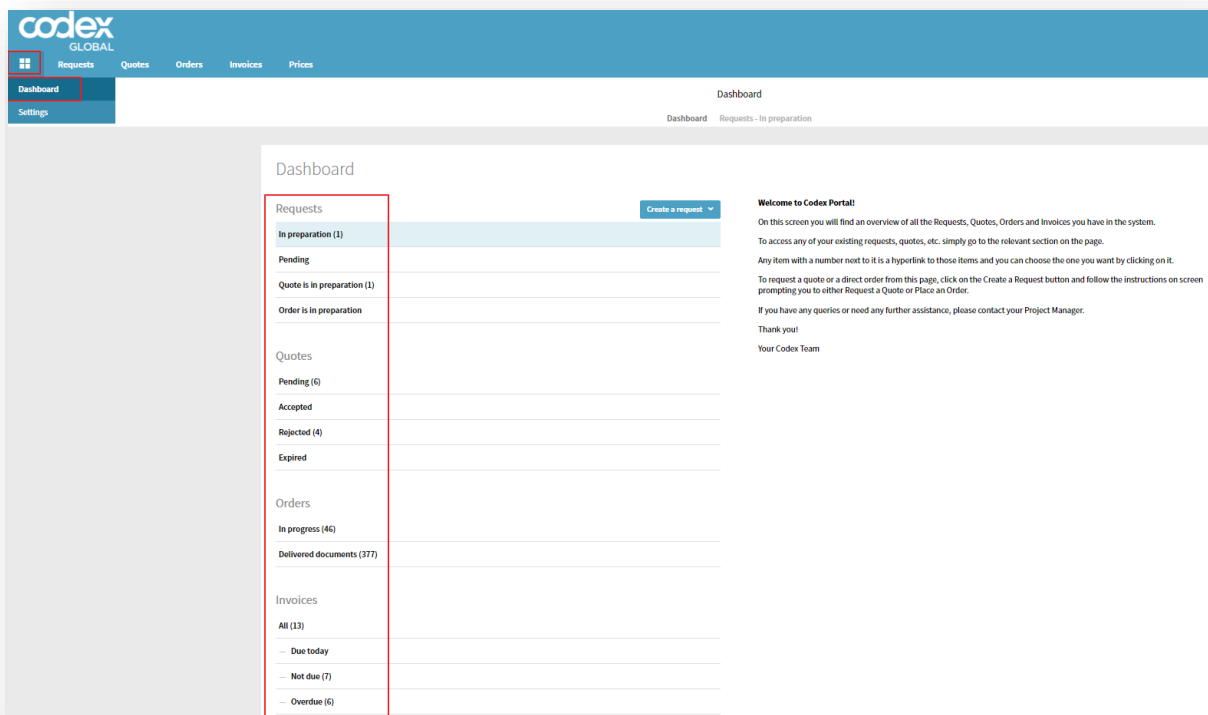 codex
GLOBAL
Requests Quotes Orders Invoices Prices
Dashboard
Settings
Dashboard
Dashboard Requests - In preparation
Dashboard
Requests
Create a request
In preparation (1)
Pending
Quote is in preparation (1)
Order is in preparation
Quotes
Pending (6)
Accepted
Rejected (4)
Expired
Orders
In progress (46)
Delivered documents (377)
Invoices
All (13)
– Due today
– Not due (7)
– Overdue (6)
Welcome to Codex Portal!
On this screen you will find an overview of all the Requests, Quotes, Orders and Invoices you have in the system.
To access any of your existing requests, quotes, etc. simply go to the relevant section on the page.
Any item with a number next to it is a hyperlink to those items and you can choose the one you want by clicking on it.
To request a quote or a direct order from this page, click on the Create a Request button and follow the instructions on screen
prompting you to either Request a Quote or Place an Order.
If you have any queries or need any further assistance, please contact your Project Manager.
Thank you!
Your Codex Team